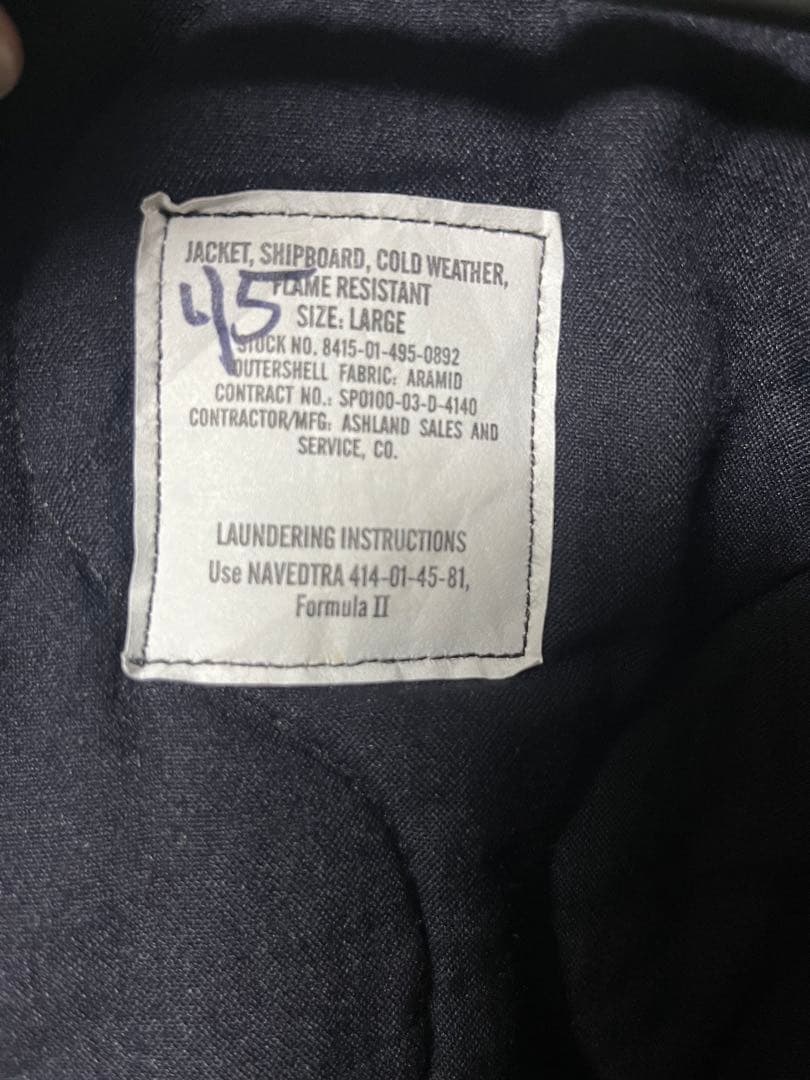 JACKET, SHIPBOARD, COLD WEATHER,
FLAME RESISTANT
45
SIZE: LARGE
STOCK NO. 8415-01-495-0892
OUTERSHELL FABRIC: ARAMID
CONTRACT NO.: SP0100-03-D-4140
CONTRACTOR/MFG: ASHLAND SALES AND
SERVICE, CO.
LAUNDERING INSTRUCTIONS
Use NAVEDTRA 414-01-45-81,
Formula II